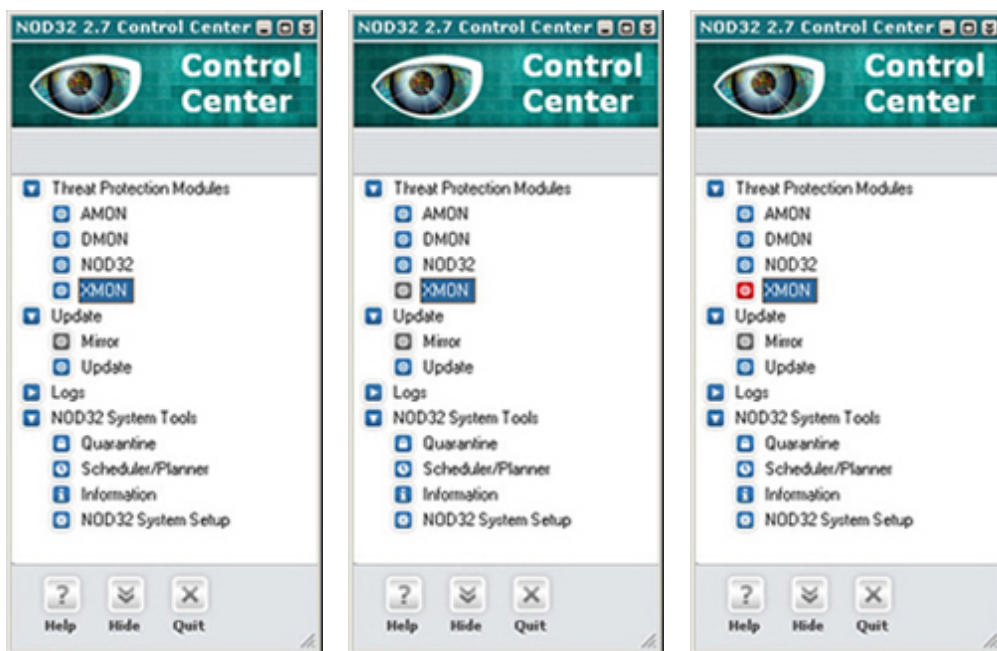 NOD32 2.7 Control Center
Control
Center
Threat Protection Modules
AMON
DMON
NOD32
XMON
Update
Mirror
Update
Logs
NOD32 System Tools
Quarantine
Scheduler/Planner
Information
NOD32 System Setup
Help Hide Quit
NOD32 2.7 Control Center
Control
Center
Threat Protection Modules
AMON
DMON
NOD32
XMON
Update
Mirror
Update
Logs
NOD32 System Tools
Quarantine
Scheduler/Planner
Information
NOD32 System Setup
Help Hide Quit
NOD32 2.7 Control Center
Control
Center
Threat Protection Modules
AMON
DMON
NOD32
XMON
Update
Mirror
Update
Logs
NOD32 System Tools
Quarantine
Scheduler/Planner
Information
NOD32 System Setup
Help Hide Quit